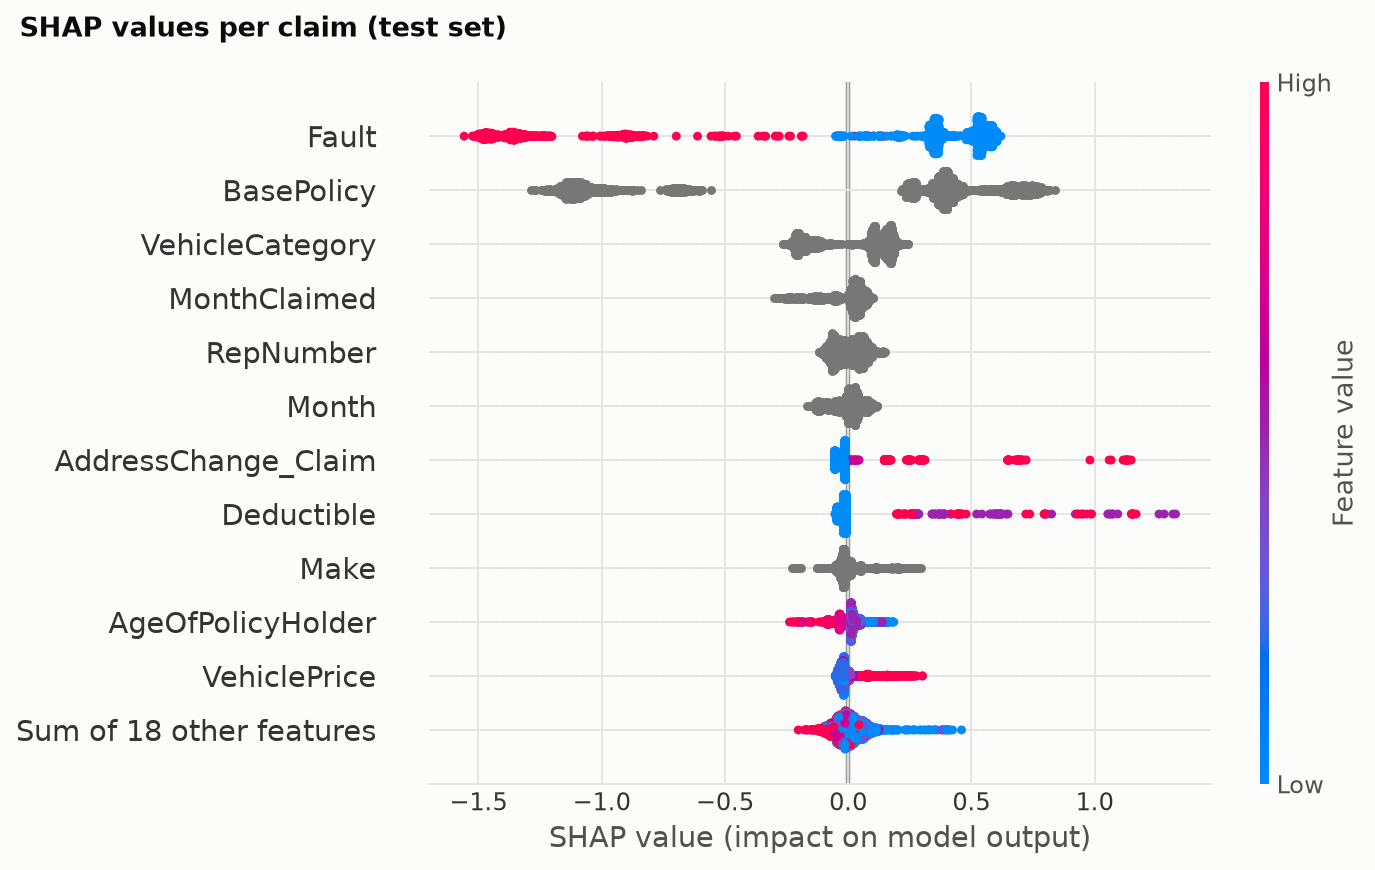 SHAP values per claim (test set)
High
Fault
BasePolicy
VehicleCategory
MonthClaimed
RepNumber
Month
AddressChange_Claim
Deductible
Make
AgeOfPolicyHolder
VehiclePrice
Sum of 18 other features
Feature value
Low
−1.5 −1.0 −0.5 0.0 0.5 1.0
SHAP value (impact on model output)